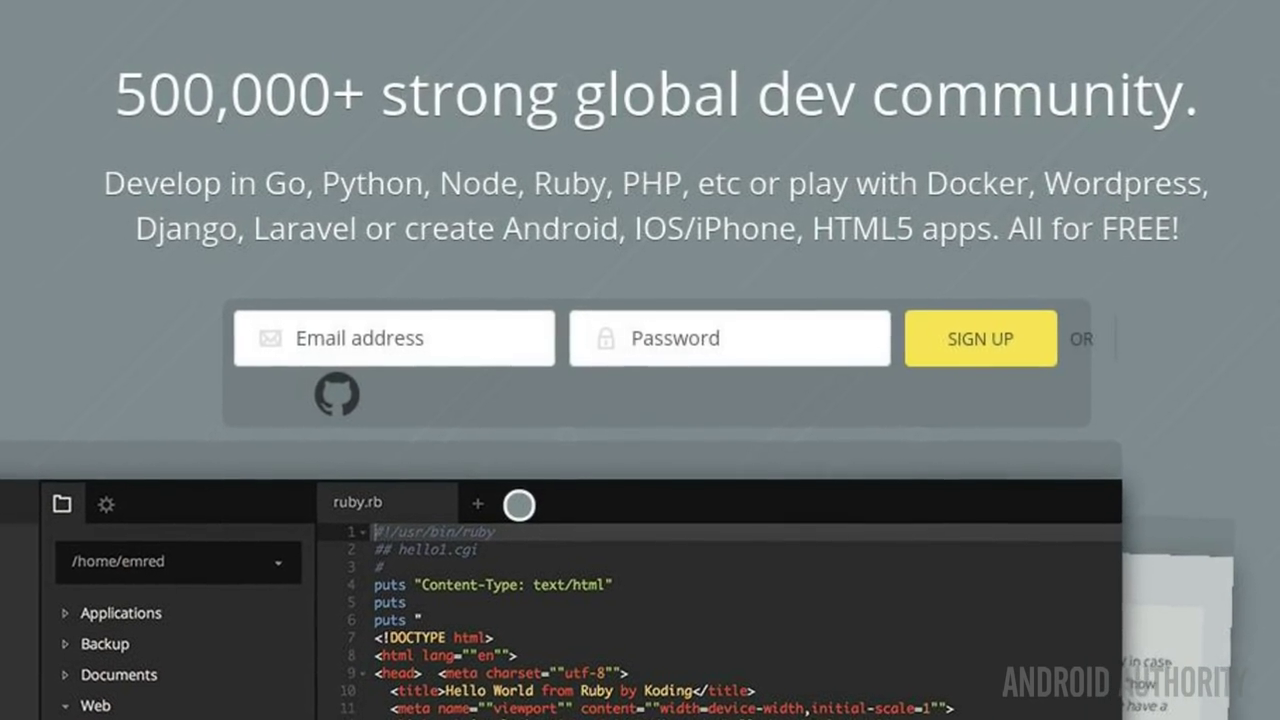 500,000+ strong global dev community.
Develop in Go, Python, Node, Ruby, PHP, etc or play with Docker, Wordpress,
Django, Laravel or create Android, IOS/iPhone, HTML5 apps. All for FREE!
Email address
Password
SIGN UP
OR
ruby.rb
+
/home/emred
Applications
Backup
Documents
Web
1 #!/usr/bin/ruby
2 ## hello1.cgi
3 #
4 puts "Content-Type: text/html"
5 puts
6 puts "
7 <!DOCTYPE html>
8 <html lang=""en"">
9 <head>  <meta charset=""utf-8"">
10 <title>Hello World from Ruby by Koding</title>
11 <meta name=""viewport"" content=""width=device-width,initial-scale=1"">
in case
how
have a
ANDROID AUTHORITY